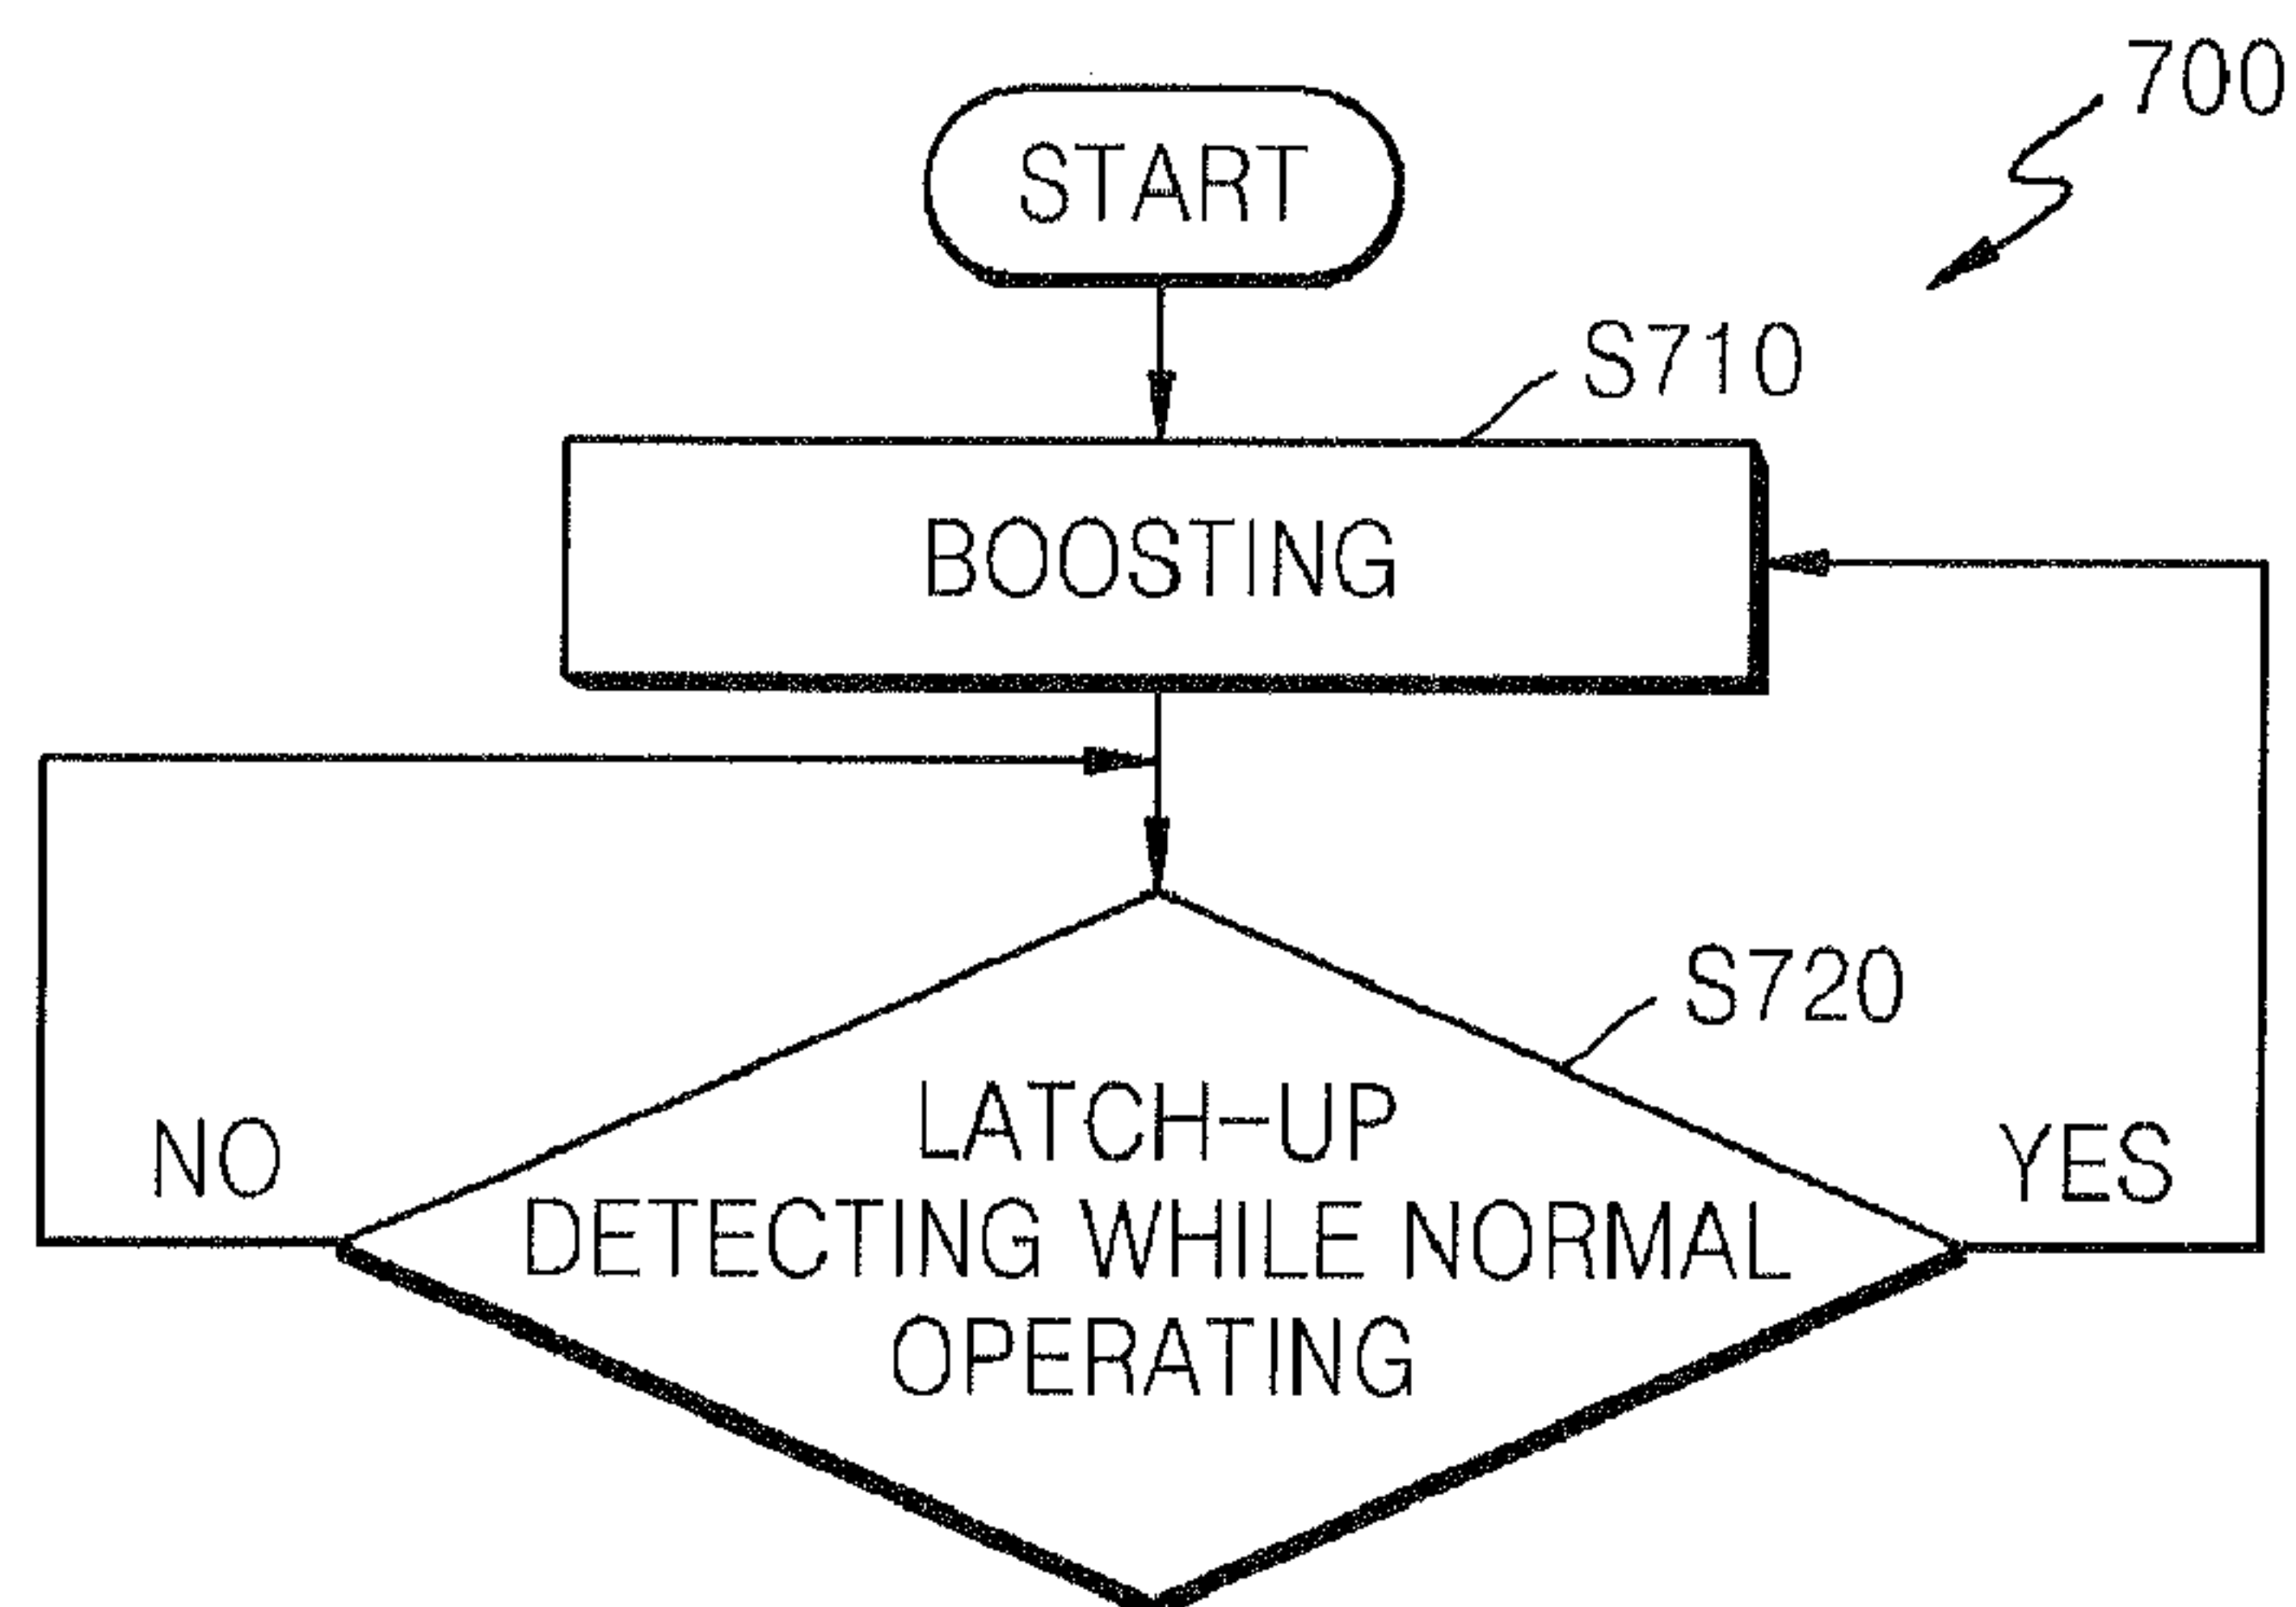 700
START
S710
BOOSTING
S720
LATCH-UP
DETECTING WHILE NORMAL
OPERATING
NO
YES